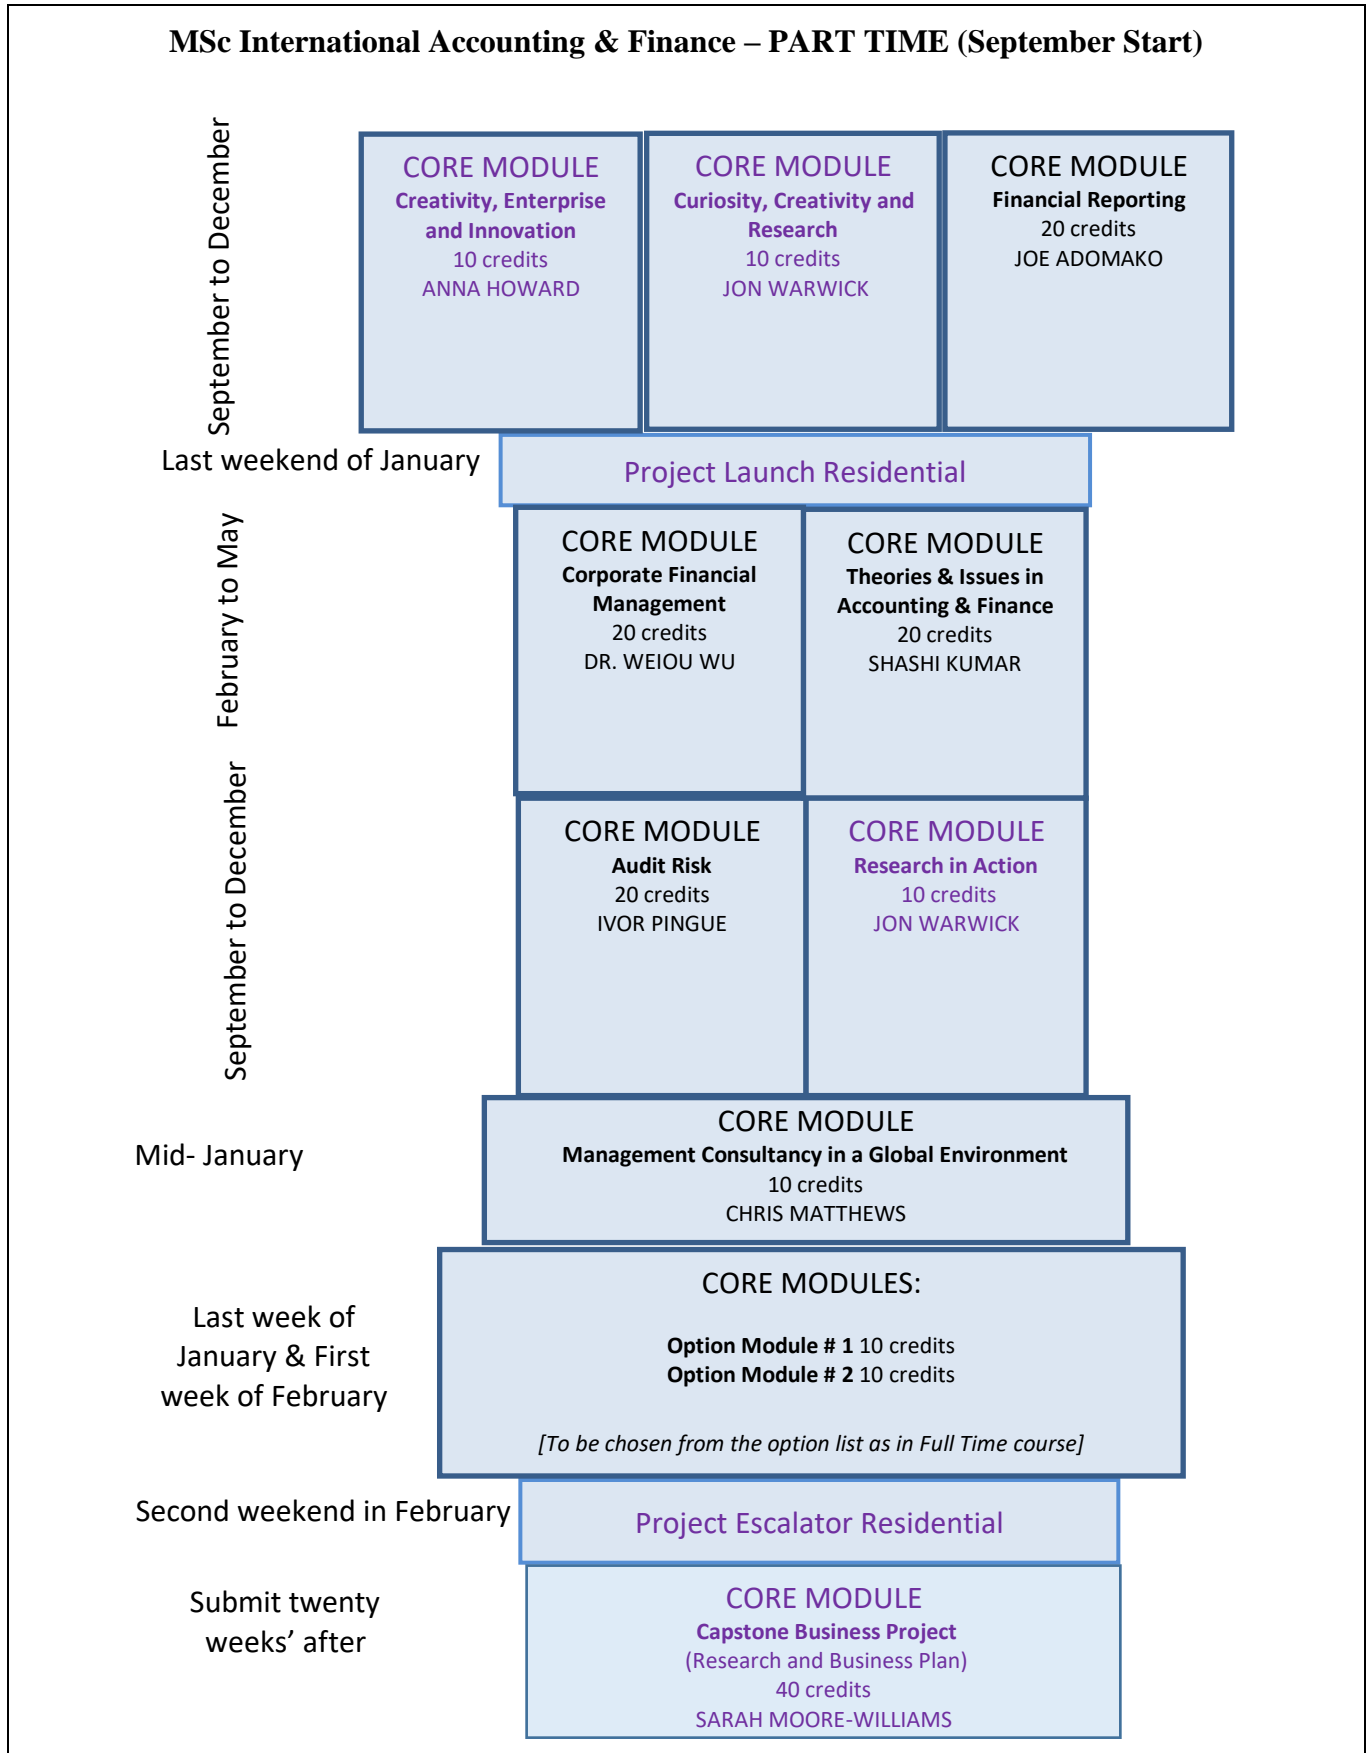 MSc International Accounting & Finance – PART TIME (September Start)
September to December
CORE MODULE
Creativity, Enterprise
and Innovation
10 credits
ANNA HOWARD
CORE MODULE
Curiosity, Creativity and
Research
10 credits
JON WARWICK
CORE MODULE
Financial Reporting
20 credits
JOE ADOMAKO
Last weekend of January
Project Launch Residential
February to May
CORE MODULE
Corporate Financial
Management
20 credits
DR. WEIOU WU
CORE MODULE
Theories & Issues in
Accounting & Finance
20 credits
SHASHI KUMAR
September to December
CORE MODULE
Audit Risk
20 credits
IVOR PINGUE
CORE MODULE
Research in Action
10 credits
JON WARWICK
Mid- January
CORE MODULE
Management Consultancy in a Global Environment
10 credits
CHRIS MATTHEWS
Last week of
January & First
week of February
CORE MODULES:
Option Module # 1 10 credits
Option Module # 2 10 credits
[To be chosen from the option list as in Full Time course]
Second weekend in February
Project Escalator Residential
Submit twenty
weeks’ after
CORE MODULE
Capstone Business Project
(Research and Business Plan)
40 credits
SARAH MOORE-WILLIAMS